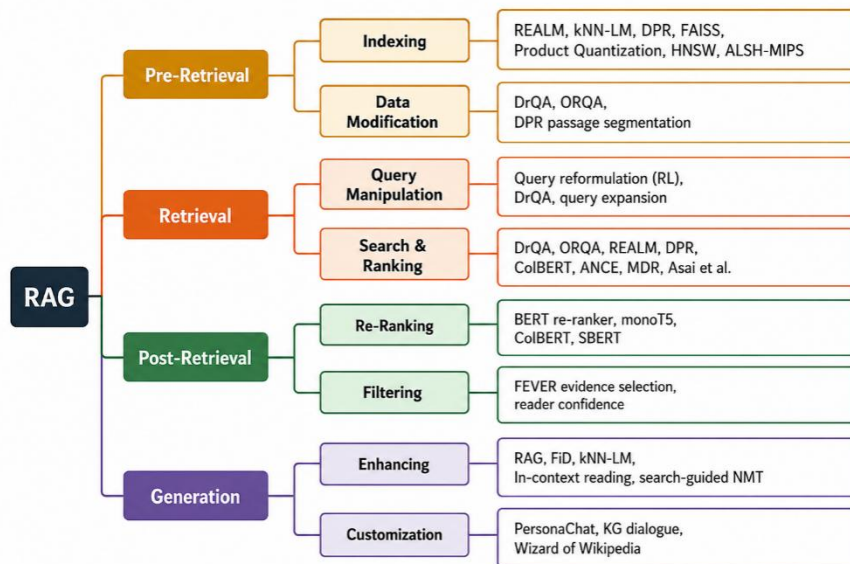 RAG
Pre-Retrieval
Indexing
REALM, kNN-LM, DPR, FAISS,
Product Quantization, HNSW, ALSH-MIPS
Data
Modification
DrQA, ORQA,
DPR passage segmentation
Retrieval
Query
Manipulation
Query reformulation (RL),
DrQA, query expansion
Search &
Ranking
DrQA, ORQA, REALM, DPR,
ColBERT, ANCE, MDR, Asai et al.
Post-Retrieval
Re-Ranking
BERT re-ranker, monoT5,
ColBERT, SBERT
Filtering
FEVER evidence selection,
reader confidence
Generation
Enhancing
RAG, FiD, kNN-LM,
In-context reading, search-guided NMT
Customization
PersonaChat, KG dialogue,
Wizard of Wikipedia